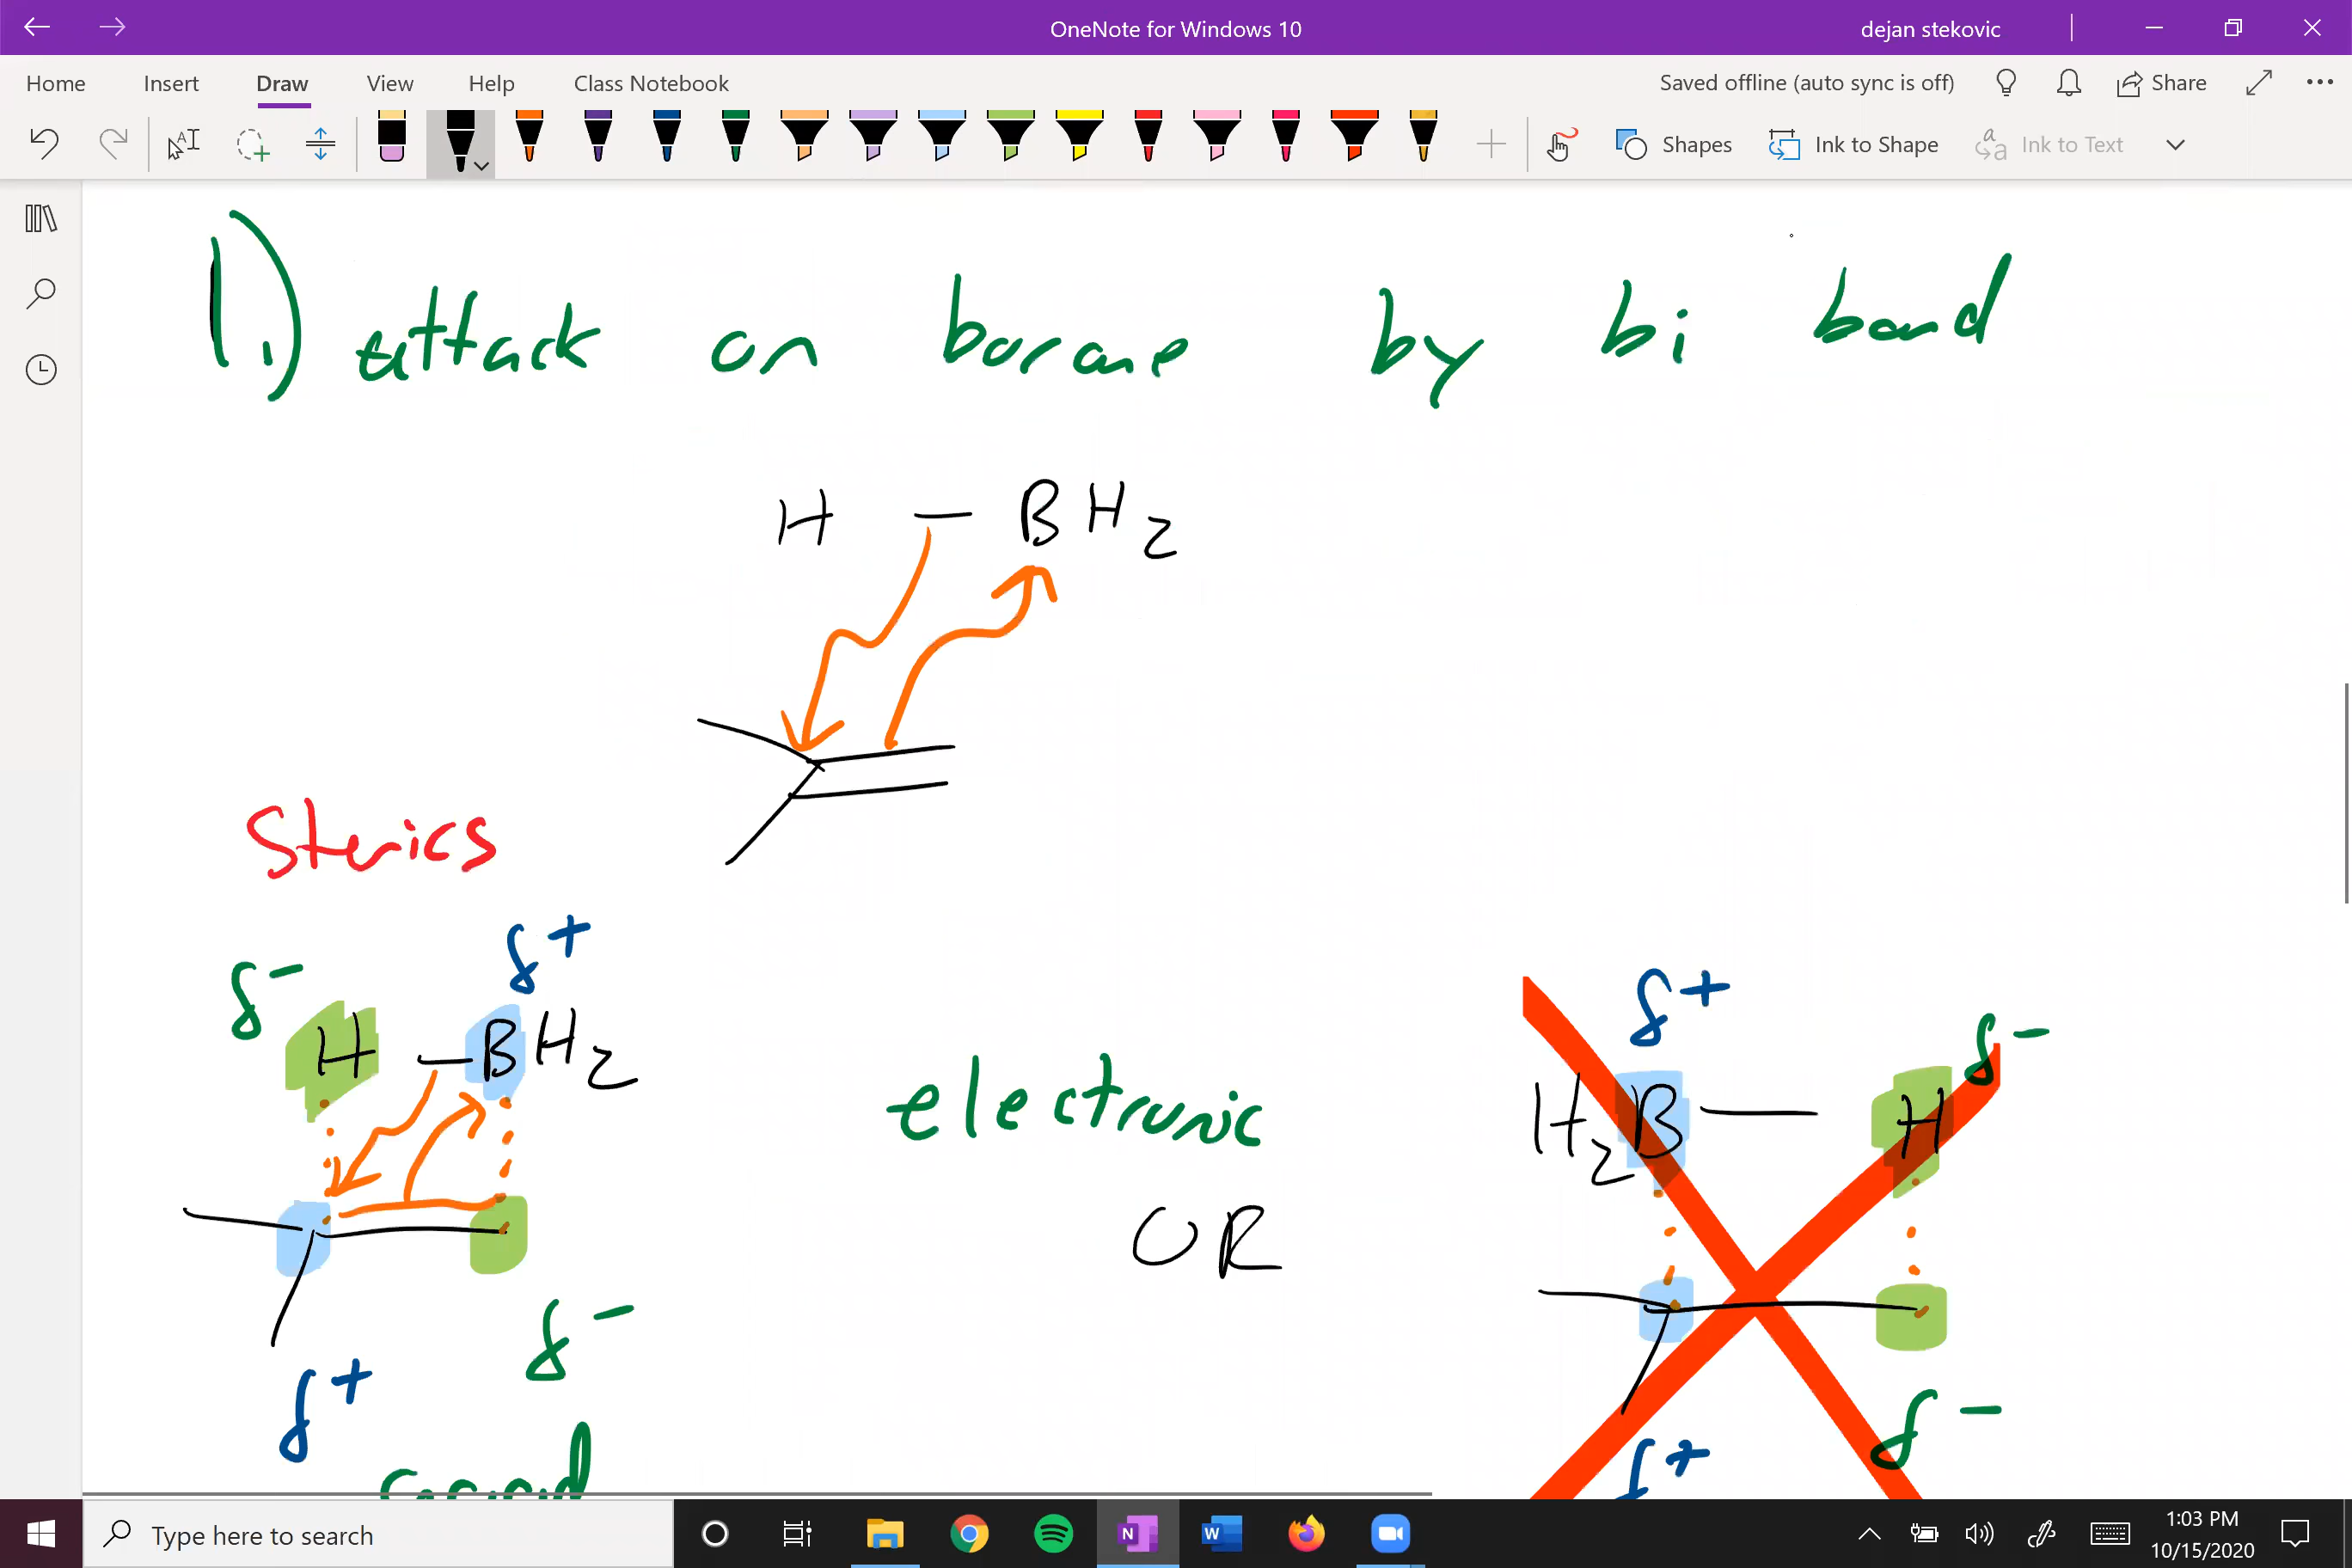 OneNote for Windows 10
dejan stekovic
Home Insert Draw View Help Class Notebook
Saved offline (auto sync is off)
Share
Shapes
Ink to Shape
Ink to Text
1.) attack on borane by bi bond
H - BH2
Sterics
δ- δ+
H - BH2
δ+ δ-
good
electronic
OR
δ+ δ-
H2B — H
δ+ δ-
Type here to search
1:03 PM
10/15/2020